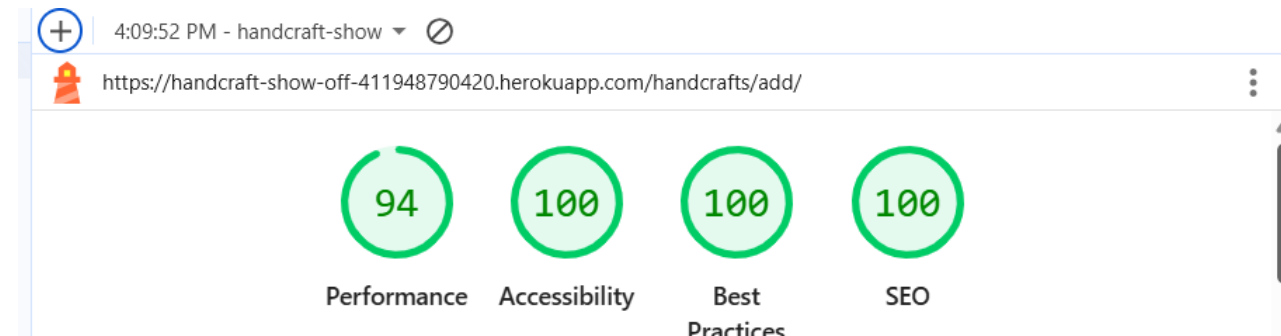 4:09:52 PM - handcraft-show
https://handcraft-show-off-411948790420.herokuapp.com/handcrafts/add/
94 100 100 100
Performance Accessibility Best SEO
Practices